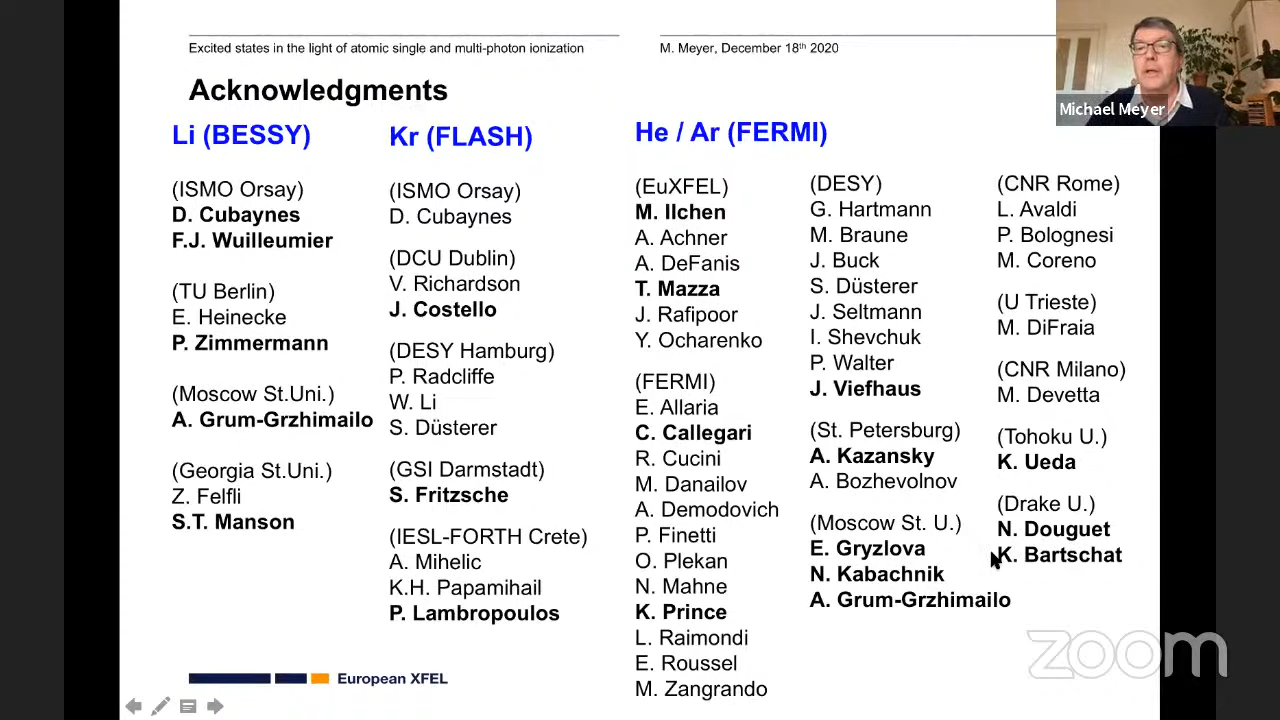 Excited states in the light of atomic single and multi-photon ionization
M. Meyer, December 18th 2020
Michael Meyer
Acknowledgments
Li (BESSY)
(ISMO Orsay)
D. Cubaynes
F.J. Wuilleumier
(TU Berlin)
E. Heinecke
P. Zimmermann
(Moscow St.Uni.)
A. Grum-Grzhimailo
(Georgia St.Uni.)
Z. Felfli
S.T. Manson
Kr (FLASH)
(ISMO Orsay)
D. Cubaynes
(DCU Dublin)
V. Richardson
J. Costello
(DESY Hamburg)
P. Radcliffe
W. Li
S. Düsterer
(GSI Darmstadt)
S. Fritzsche
(IESL-FORTH Crete)
A. Mihelic
K.H. Papamihail
P. Lambropoulos
He / Ar (FERMI)
(EuXFEL)
M. Ilchen
A. Achner
A. DeFanis
T. Mazza
J. Rafipoor
Y. Ocharenko
(FERMI)
E. Allaria
C. Callegari
R. Cucini
M. Danailov
A. Demodovich
P. Finetti
O. Plekan
N. Mahne
K. Prince
L. Raimondi
E. Roussel
M. Zangrando
(DESY)
G. Hartmann
M. Braune
J. Buck
S. Düsterer
J. Seltmann
I. Shevchuk
P. Walter
J. Viefhaus
(St. Petersburg)
A. Kazansky
A. Bozhevolnov
(Moscow St. U.)
E. Gryzlova
N. Kabachnik
A. Grum-Grzhimailo
(CNR Rome)
L. Avaldi
P. Bolognesi
M. Coreno
(U Trieste)
M. DiFraia
(CNR Milano)
M. Devetta
(Tohoku U.)
K. Ueda
(Drake U.)
N. Douguet
K. Bartschat
European XFEL
zoom